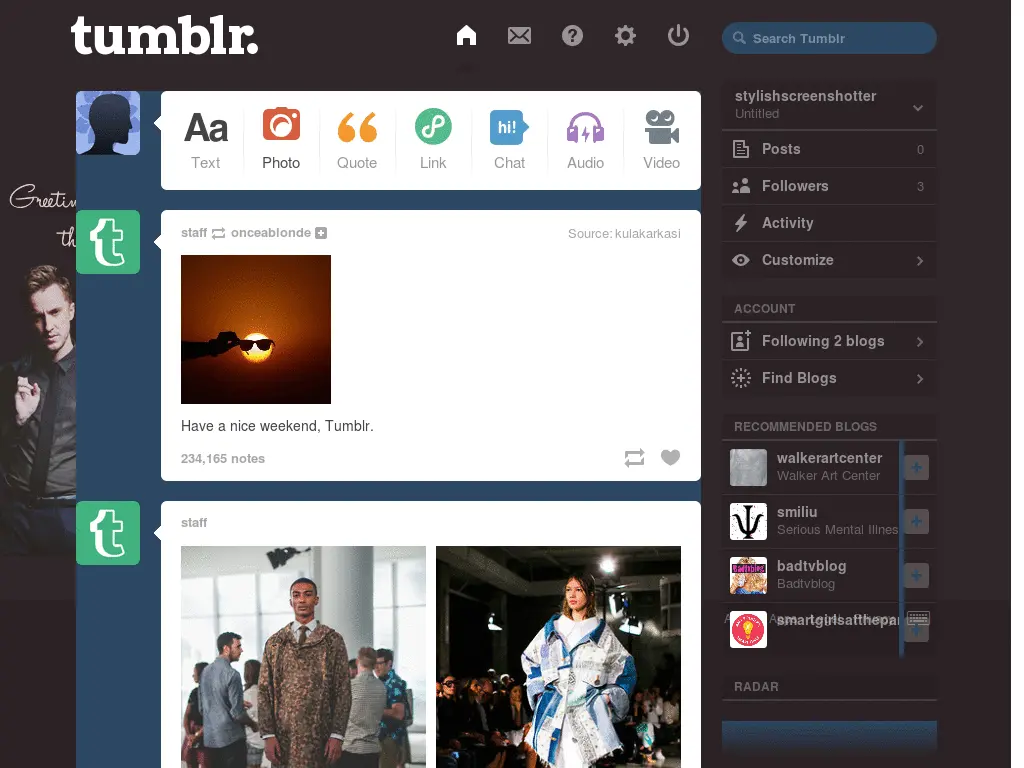 tumblr.
Search Tumblr
Aa
hi!
Text
Photo
Quote
Link
Chat
Audio
Video
Greetin
th
staff onceablonde
Source: kulakarkasi
Have a nice weekend, Tumblr.
234,165 notes
staff
stylishscreenshotter
Untitled
Posts 0
Followers 3
Activity
Customize
ACCOUNT
Following 2 blogs
Find Blogs
RECOMMENDED BLOGS
walkerartcenter
Walker Art Center
smiliu
Serious Mental Illnes
badtvblog
Badtvblog
smartgirlsatthepar
RADAR